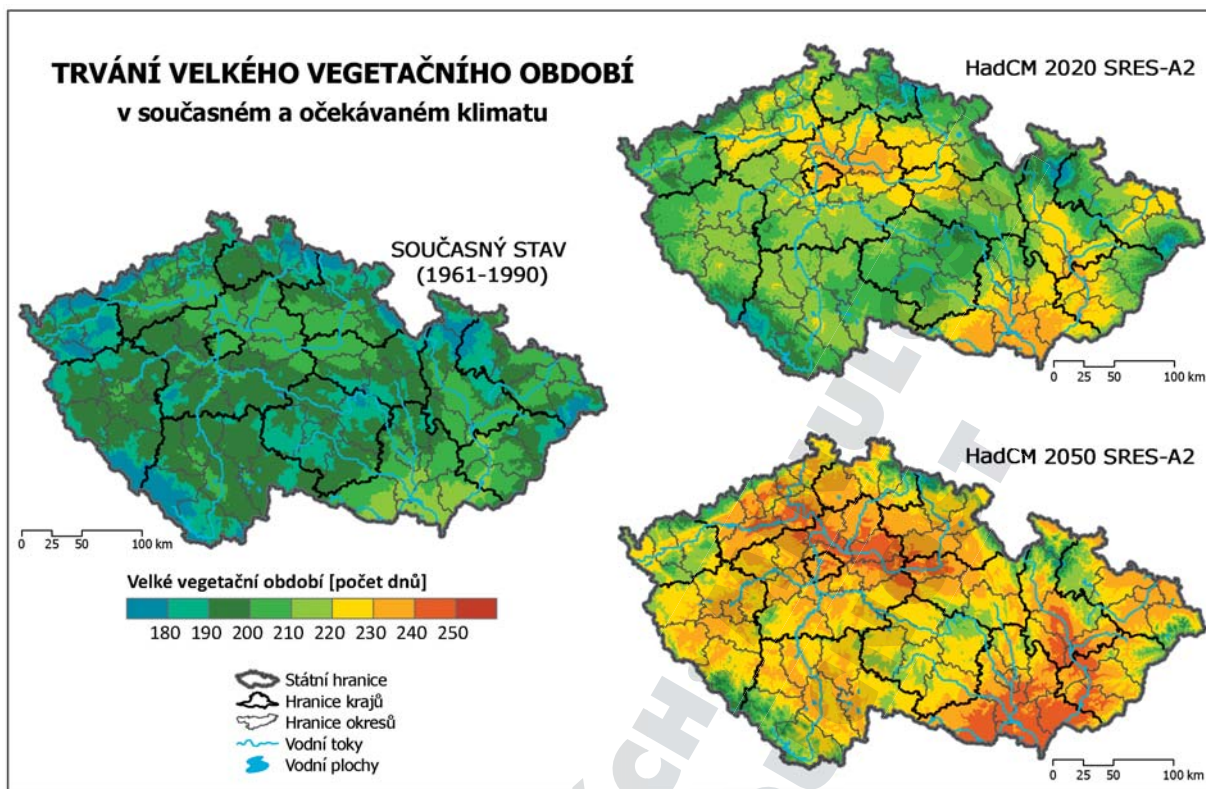 TRVÁNÍ VELKÉHO VEGETAČNÍHO OBDOBÍ
v současném a očekávaném klimatu
HadCM 2020 SRES-A2
0 25 50 100 km
SOUČASNÝ STAV
(1961-1990)
0 25 50 100 km
HadCM 2050 SRES-A2
0 25 50 100 km
Velké vegetační období [počet dnů]
180 190 200 210 220 230 240 250
Státní hranice
Hranice krajů
Hranice okresů
Vodní toky
Vodní plochy